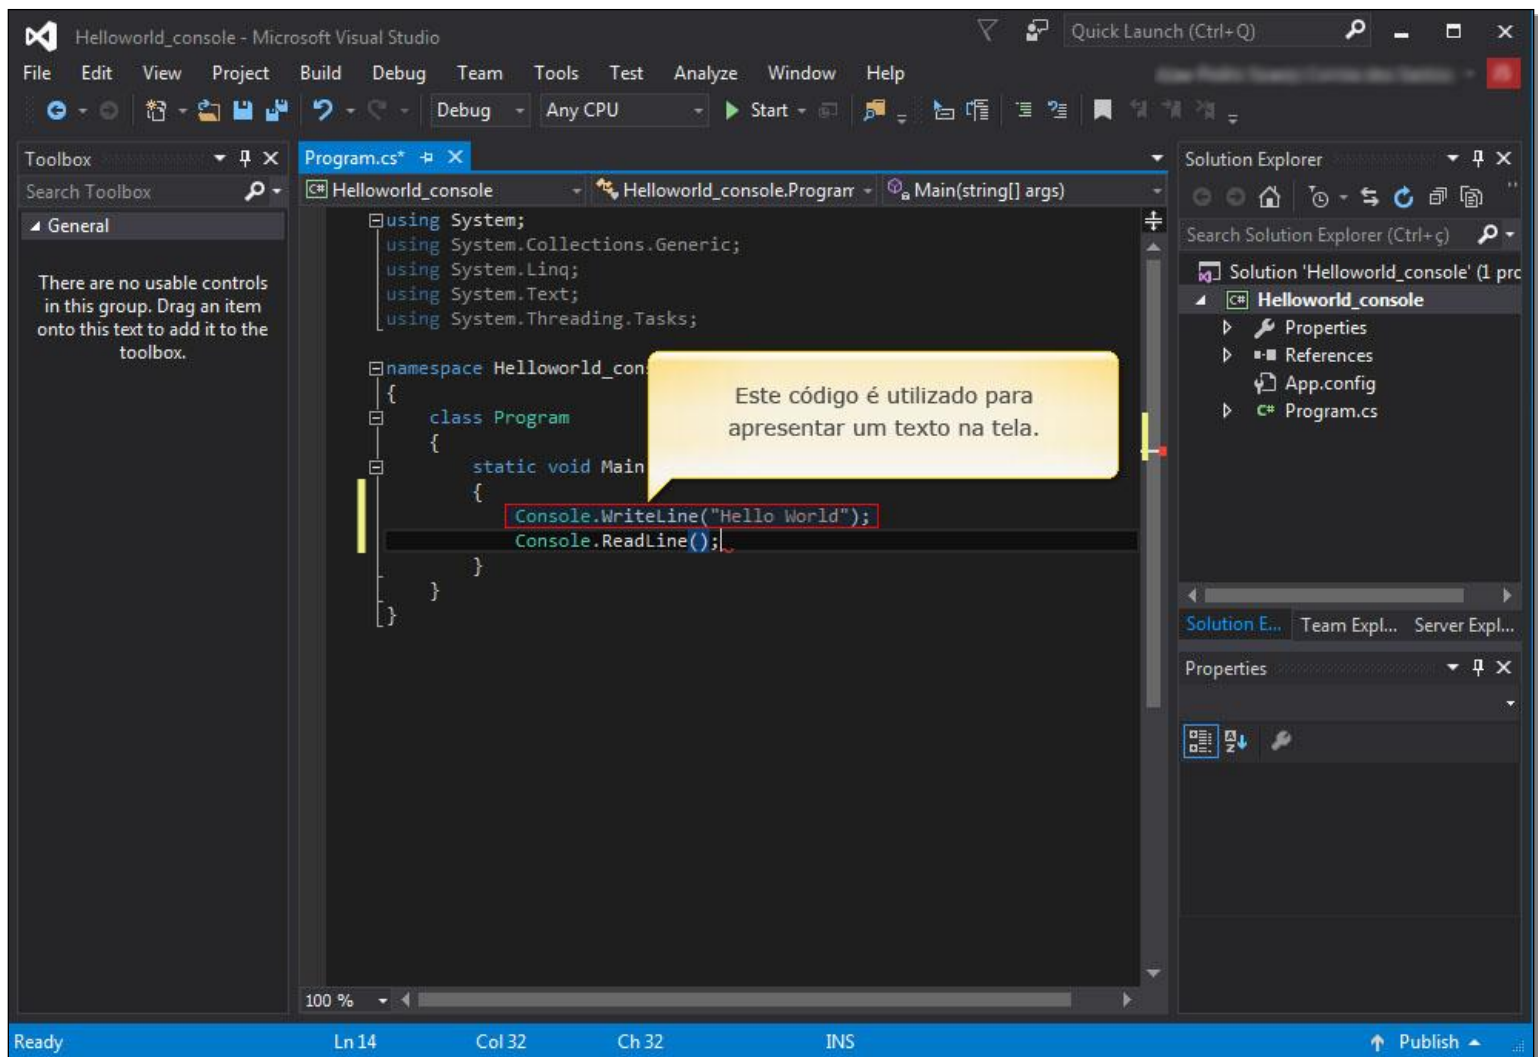 Helloworld_console - Microsoft Visual Studio
Quick Launch (Ctrl+Q)
File Edit View Project Build Debug Team Tools Test Analyze Window Help
Debug Any CPU Start
Toolbox
Search Toolbox
General
There are no usable controls
in this group. Drag an item
onto this text to add it to the
toolbox.
Program.cs*
Helloworld_console Helloworld_console.Program Main(string[] args)
using System;
using System.Collections.Generic;
using System.Linq;
using System.Text;
using System.Threading.Tasks;
namespace Helloworld_con
{
class Program
{
static void Main
{
Console.WriteLine("Hello World");
Console.ReadLine();
}
}
}
Este código é utilizado para
apresentar um texto na tela.
100 %
Solution Explorer
Search Solution Explorer (Ctrl+ç)
Solution 'Helloworld_console' (1 pro
C# Helloworld_console
Properties
References
App.config
C# Program.cs
Solution E... Team Expl... Server Expl...
Properties
Ready Ln 14 Col 32 Ch 32 INS Publish